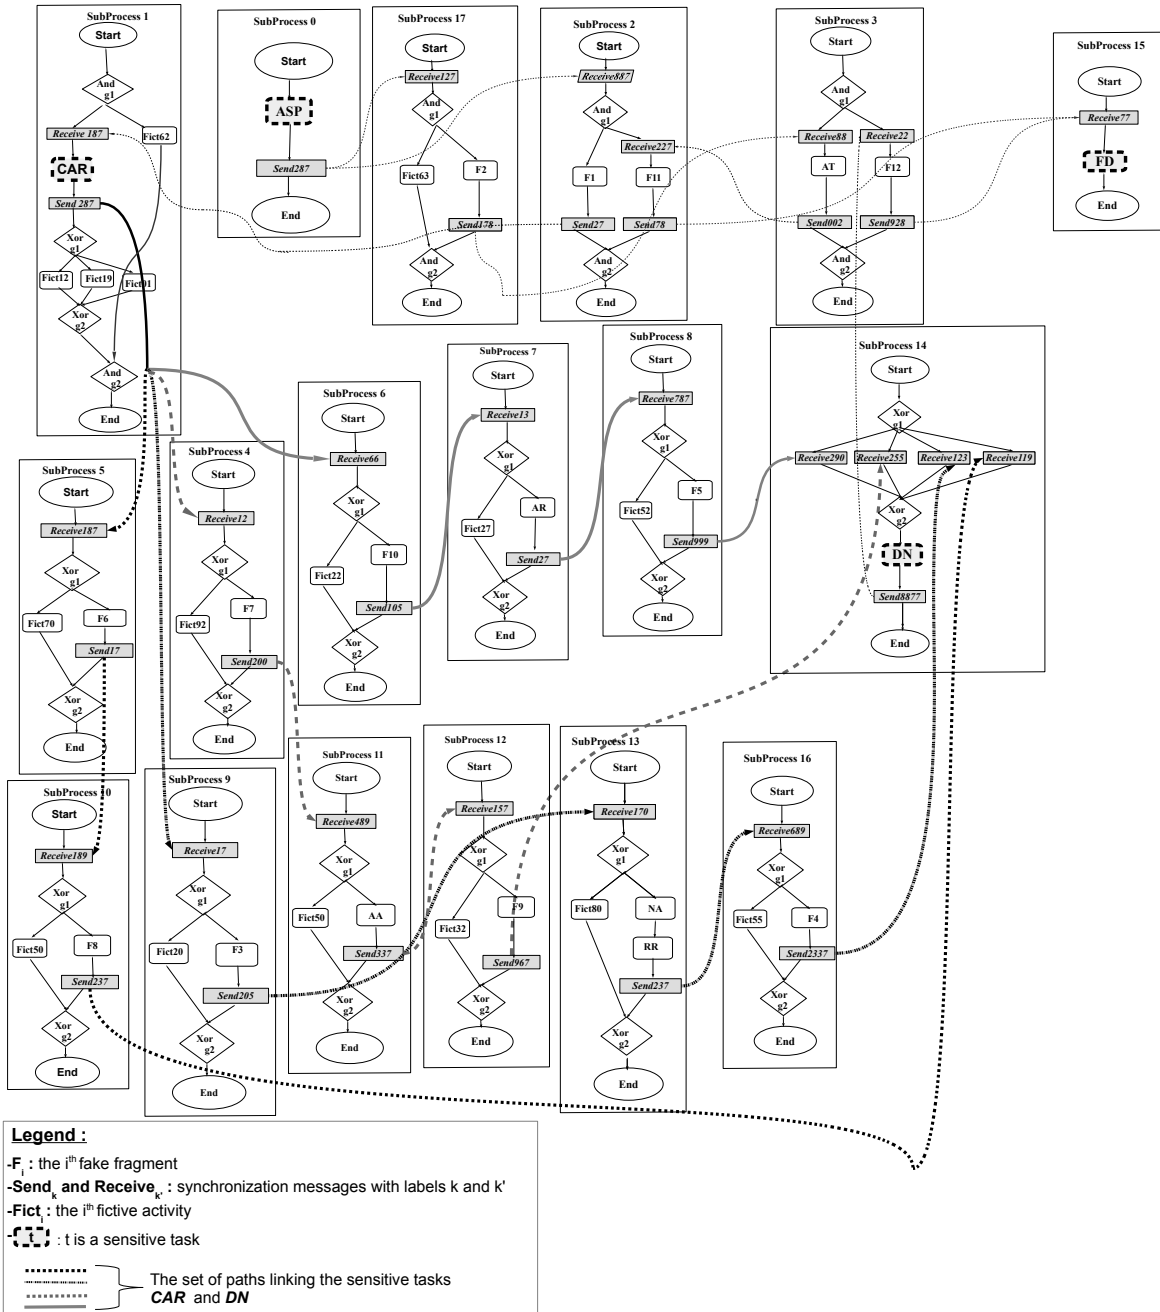 SubProcess 1
Start
And
g1
Receive 187
Fict62
CAR
Send 287
Xor
g1
Fict12
Fict19
Fict91
Xor
g2
And
g2
End
SubProcess 0
Start
ASP
Send287
End
SubProcess 17
Start
Receive127
And
g1
Fict63
F2
Send178
And
g2
End
SubProcess 2
Start
Receive887
And
g1
Receive227
F1
F11
Send27
Send78
And
g2
End
SubProcess 3
Start
And
g1
Receive88
Receive22
AT
F12
Send002
Send928
And
g2
End
SubProcess 15
Start
Receive77
FD
End
SubProcess 5
Start
Receive187
Xor
g1
Fict70
F6
Send17
Xor
g2
End
SubProcess 4
Start
Receive12
Xor
g1
Fict92
F7
Send200
Xor
g2
End
SubProcess 6
Start
Receive66
Xor
g1
Fict22
F10
Send105
Xor
g2
End
SubProcess 7
Start
Receive13
Xor
g1
Fict27
AR
Send27
Xor
g2
End
SubProcess 8
Start
Receive787
Xor
g1
Fict52
F5
Send999
Xor
g2
End
SubProcess 14
Start
Xor
g1
Receive290
Receive255
Receive123
Receive119
Xor
g2
DN
Send8877
End
SubProcess 10
Start
Receive189
Xor
g1
Fict50
F8
Send237
Xor
g2
End
SubProcess 9
Start
Receive17
Xor
g1
Fict20
F3
Send205
Xor
g2
End
SubProcess 11
Start
Receive489
Xor
g1
Fict50
AA
Send337
Xor
g2
End
SubProcess 12
Start
Receive157
Xor
g1
Fict32
F9
Send967
Xor
g2
End
SubProcess 13
Start
Receive170
Xor
g1
Fict80
NA
RR
Send237
Xor
g2
End
SubProcess 16
Start
Receive689
Xor
g1
Fict55
F4
Send2337
Xor
g2
End
Legend :
-Fi : the ith fake fragment
-Sendk and Receivek' : synchronization messages with labels k and k'
-Ficti : the ith fictive activity
- t : t is a sensitive task
The set of paths linking the sensitive tasks
CAR and DN